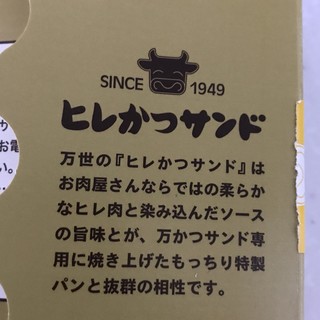 SINCE 1949
ヒレかつサンド
万世の『ヒレかつサンド』は
お肉屋さんならではの柔らか
なヒレ肉と染み込んだソース
の旨味とが、万かつサンド専
用に焼き上げたもっちり特製
パンと抜群の相性です。